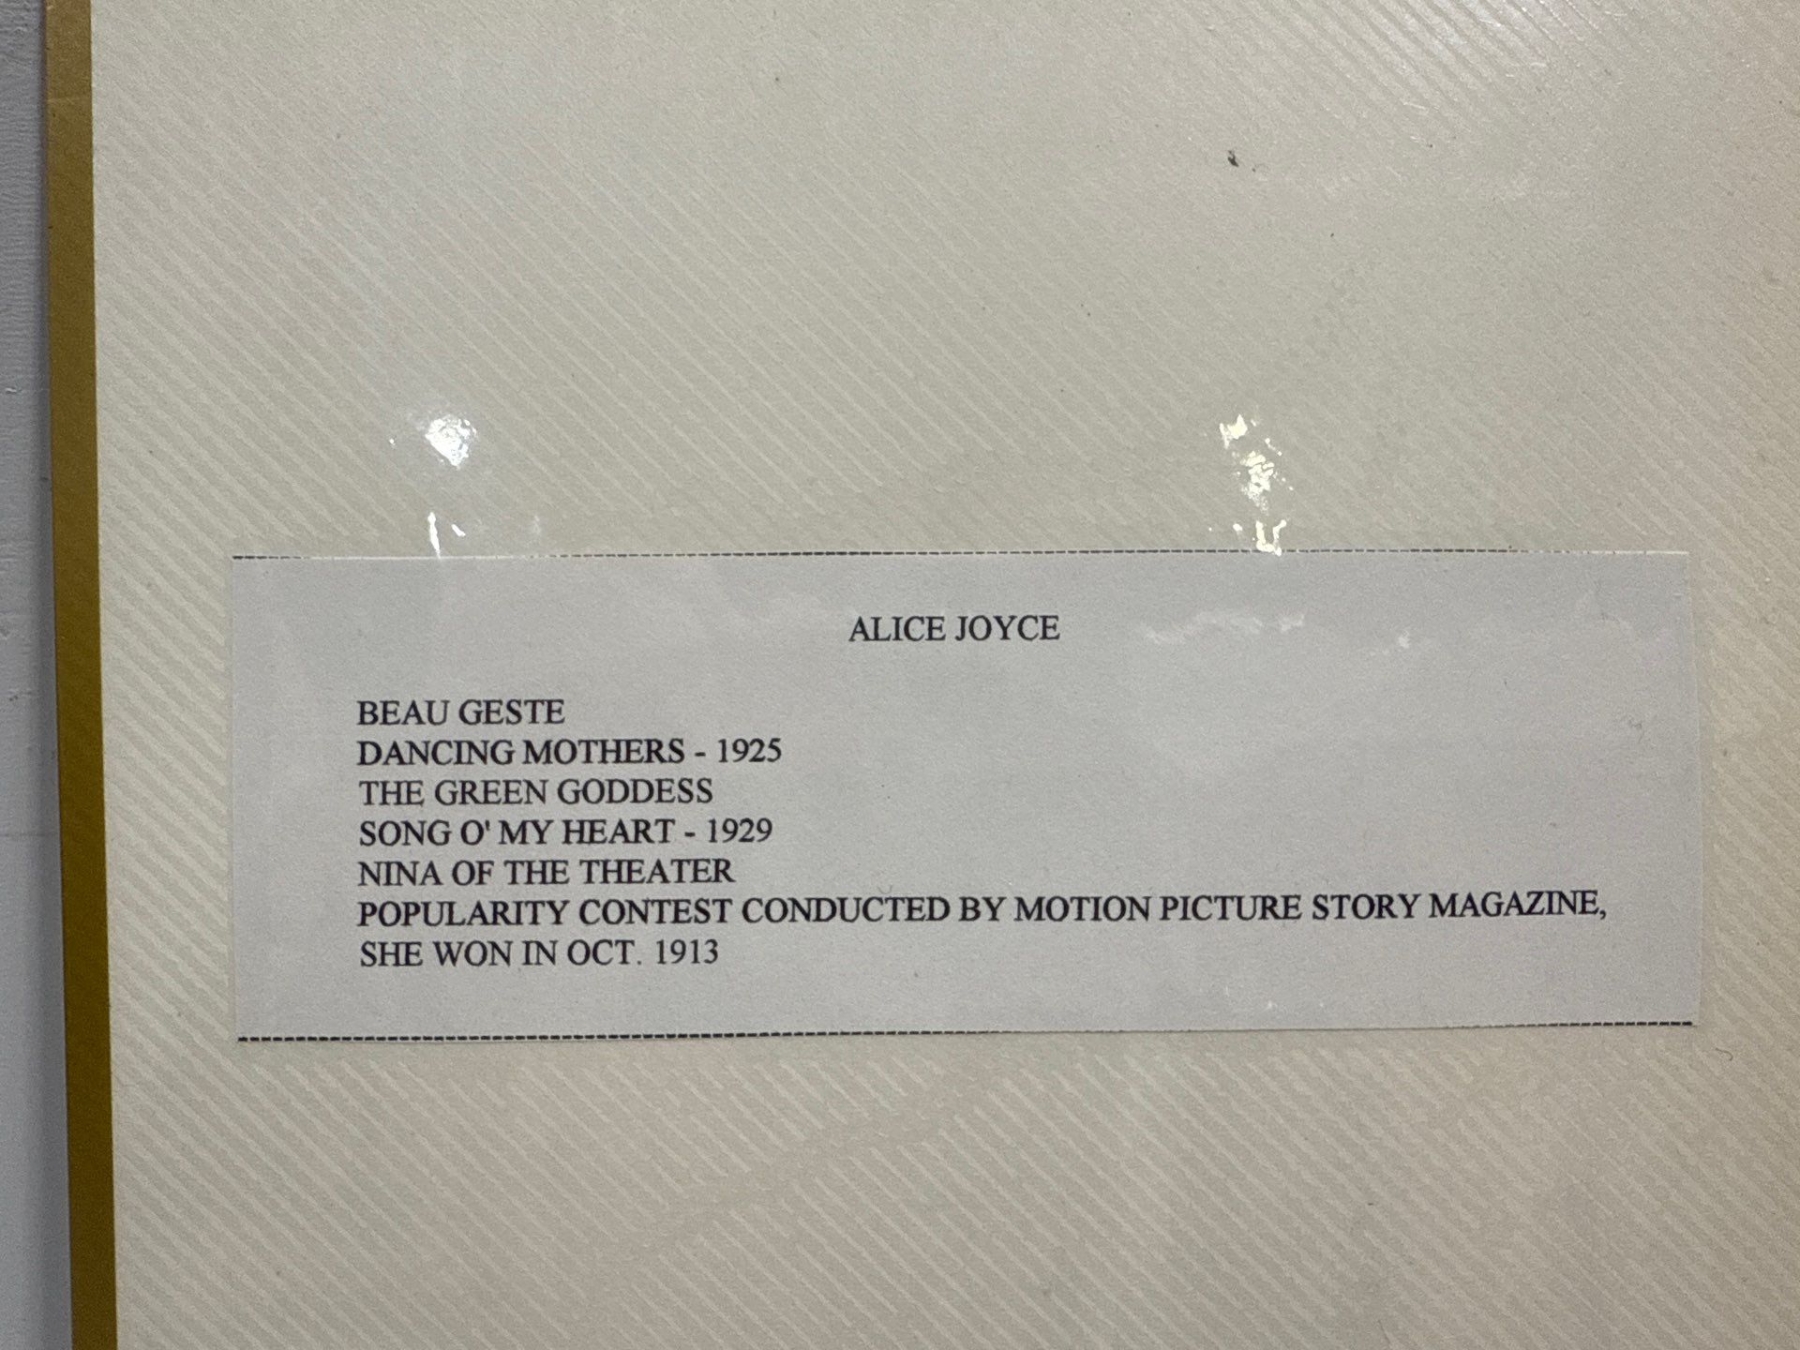 ALICE JOYCE
BEAU GESTE
DANCING MOTHERS - 1925
THE GREEN GODDESS
SONG O' MY HEART - 1929
NINA OF THE THEATER
POPULARITY CONTEST CONDUCTED BY MOTION PICTURE STORY MAGAZINE,
SHE WON IN OCT. 1913